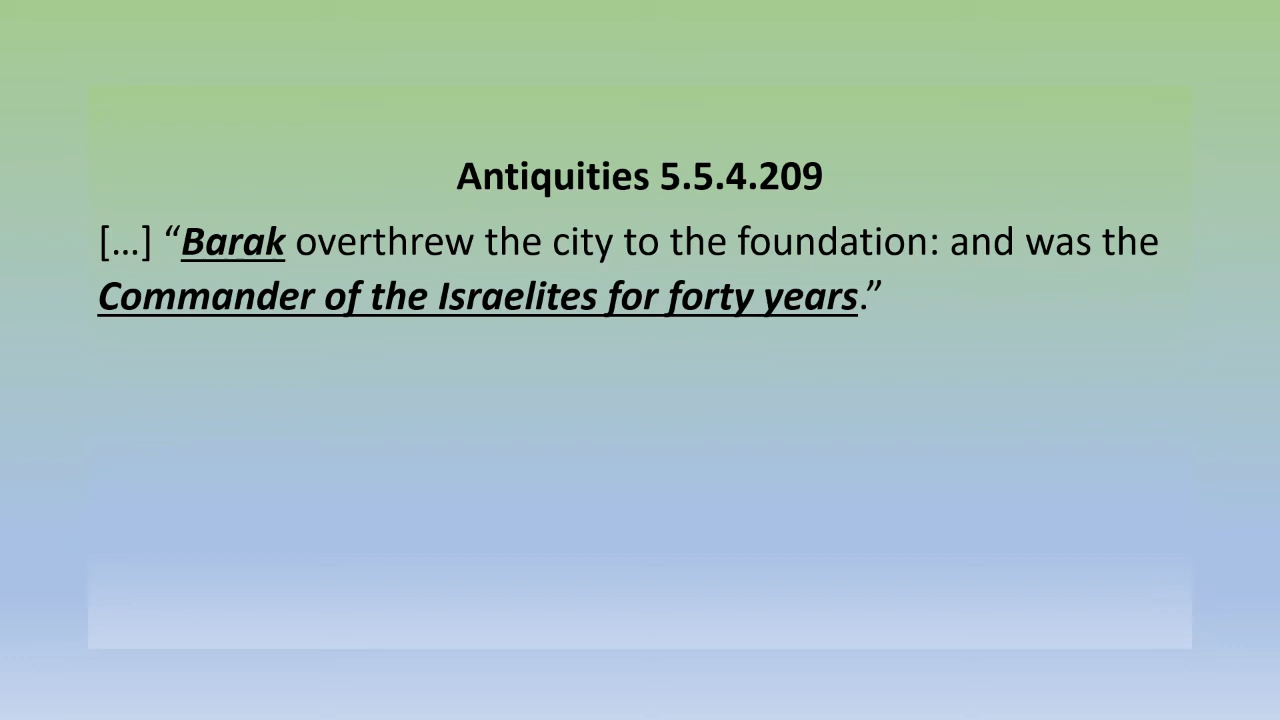 Antiquities 5.5.4.209
[…] “Barak overthrew the city to the foundation: and was the
Commander of the Israelites for forty years.”